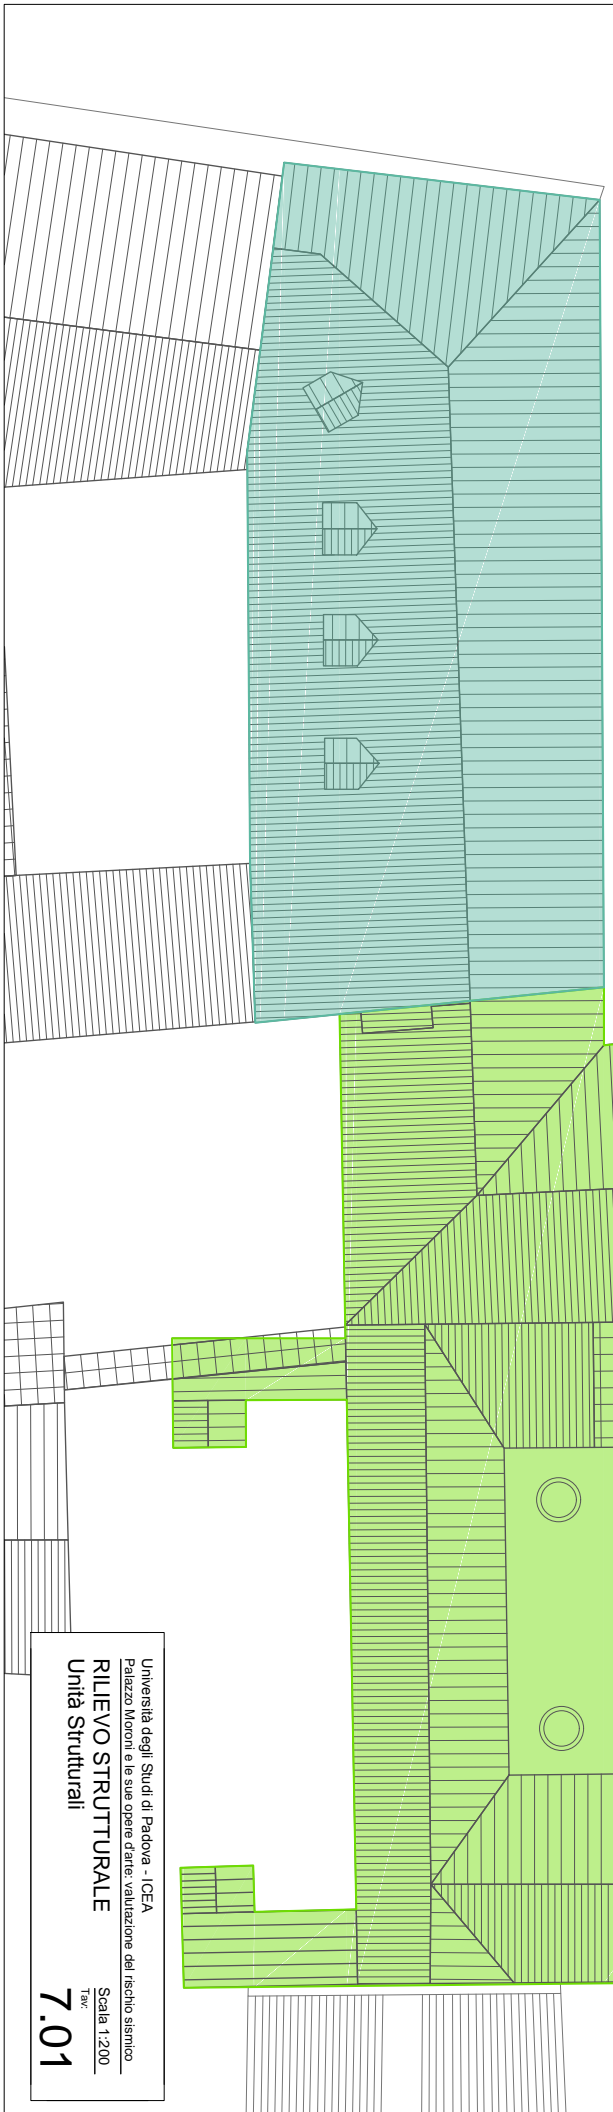 Università degli Studi di Padova - ICEA
Palazzo Moroni e le sue opere d'arte: valutazione del rischio sismico
RILIEVO STRUTTURALE
Unità Strutturali
Scala 1:200
Tav:
7.01